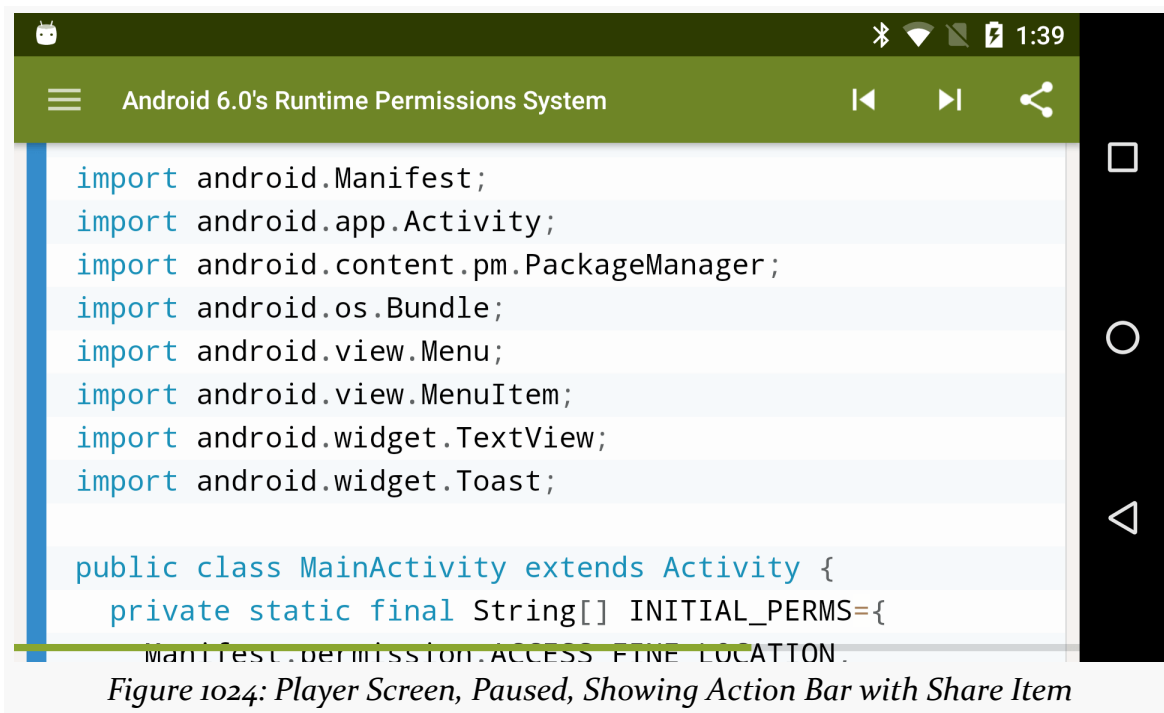 1:39
Android 6.0's Runtime Permissions System
import android.Manifest;
import android.app.Activity;
import android.content.pm.PackageManager;
import android.os.Bundle;
import android.view.Menu;
import android.view.MenuItem;
import android.widget.TextView;
import android.widget.Toast;
public class MainActivity extends Activity {
private static final String[] INITIAL_PERMS={
Manifest.permission.ACCESS_FINE_LOCATION,
Figure 1024: Player Screen, Paused, Showing Action Bar with Share Item